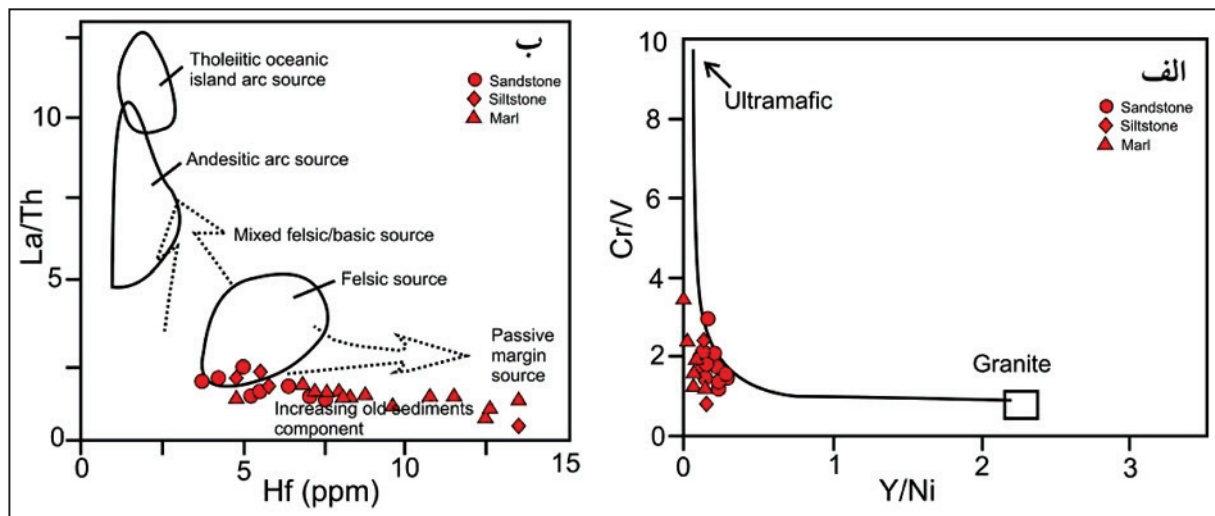 ب
Tholeiitic oceanic
island arc source
Sandstone
Siltstone
Marl
10
Andesitic arc source
La/Th
Mixed felsic/basic source
5
Felsic source
Passive
margin
source
Increasing old sediments
component
0
0
5
10
15
Hf (ppm)
الف
10
Ultramafic
Sandstone
Siltstone
Marl
8
6
Cr/V
4
2
Granite
0
0
1
2
3
Y/Ni